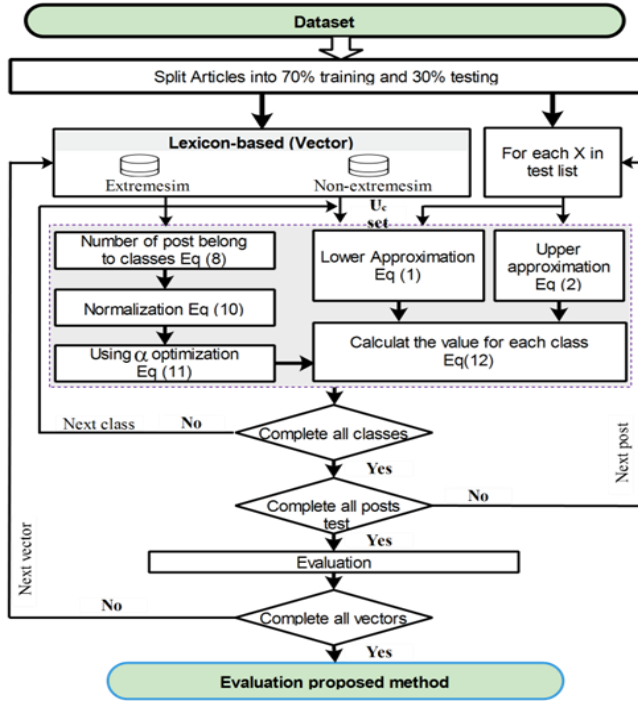 Dataset
Split Articles into 70% training and 30% testing
Lexicon-based (Vector)
Extremesim
Non-extremesim
For each X in
test list
U_c
set
Number of post belong
to classes Eq (8)
Normalization Eq (10)
Using α optimization
Eq (11)
Lower Approximation
Eq (1)
Upper
approximation
Eq (2)
Calculat the value for each class
Eq(12)
Next class
No
Complete all classes
Yes
Next post
Complete all posts
test
No
Yes
Evaluation
Next vector
No
Complete all vectors
Yes
Evaluation proposed method